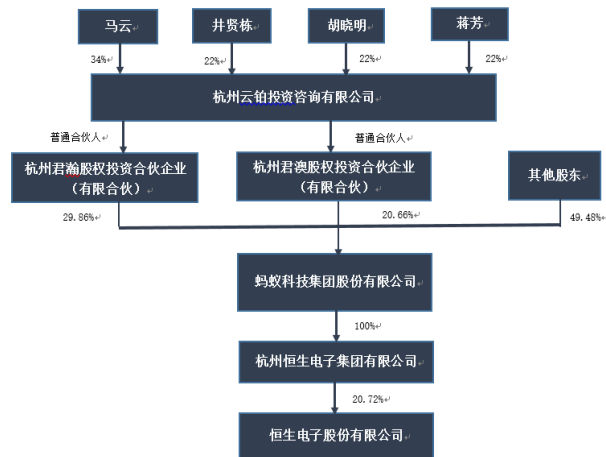 马云
井贤栋
胡晓明
蒋芳
34%
22%
22%
22%
杭州云铂投资咨询有限公司
普通合伙人
普通合伙人
杭州君瀚股权投资合伙企业
（有限合伙）
杭州君澳股权投资合伙企业
（有限合伙）
其他股东
29.86%
20.66%
49.48%
蚂蚁科技集团股份有限公司
100%
杭州恒生电子集团有限公司
20.72%
恒生电子股份有限公司